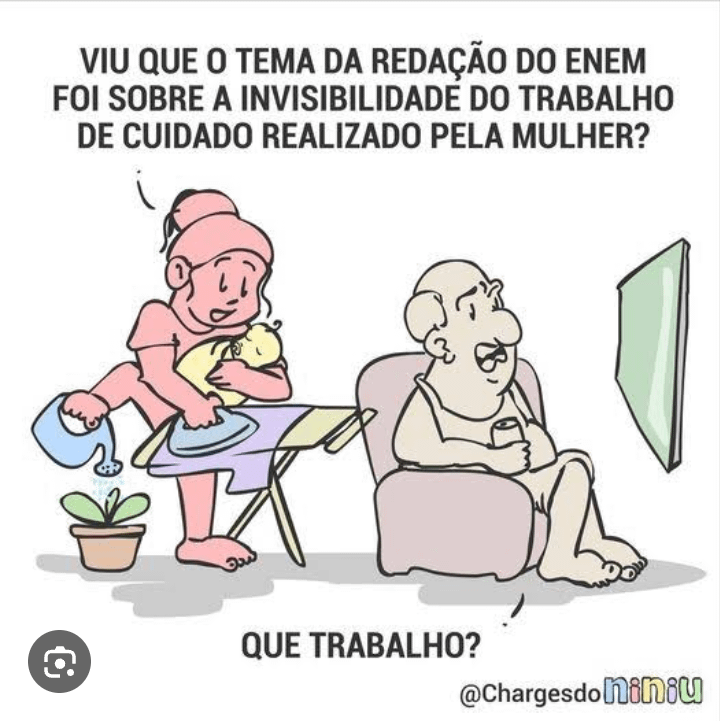 VIU QUE O TEMA DA REDAÇÃO DO ENEM
FOI SOBRE A INVISIBILIDADE DO TRABALHO
DE CUIDADO REALIZADO PELA MULHER?
QUE TRABALHO?
@Chargesdoniniu